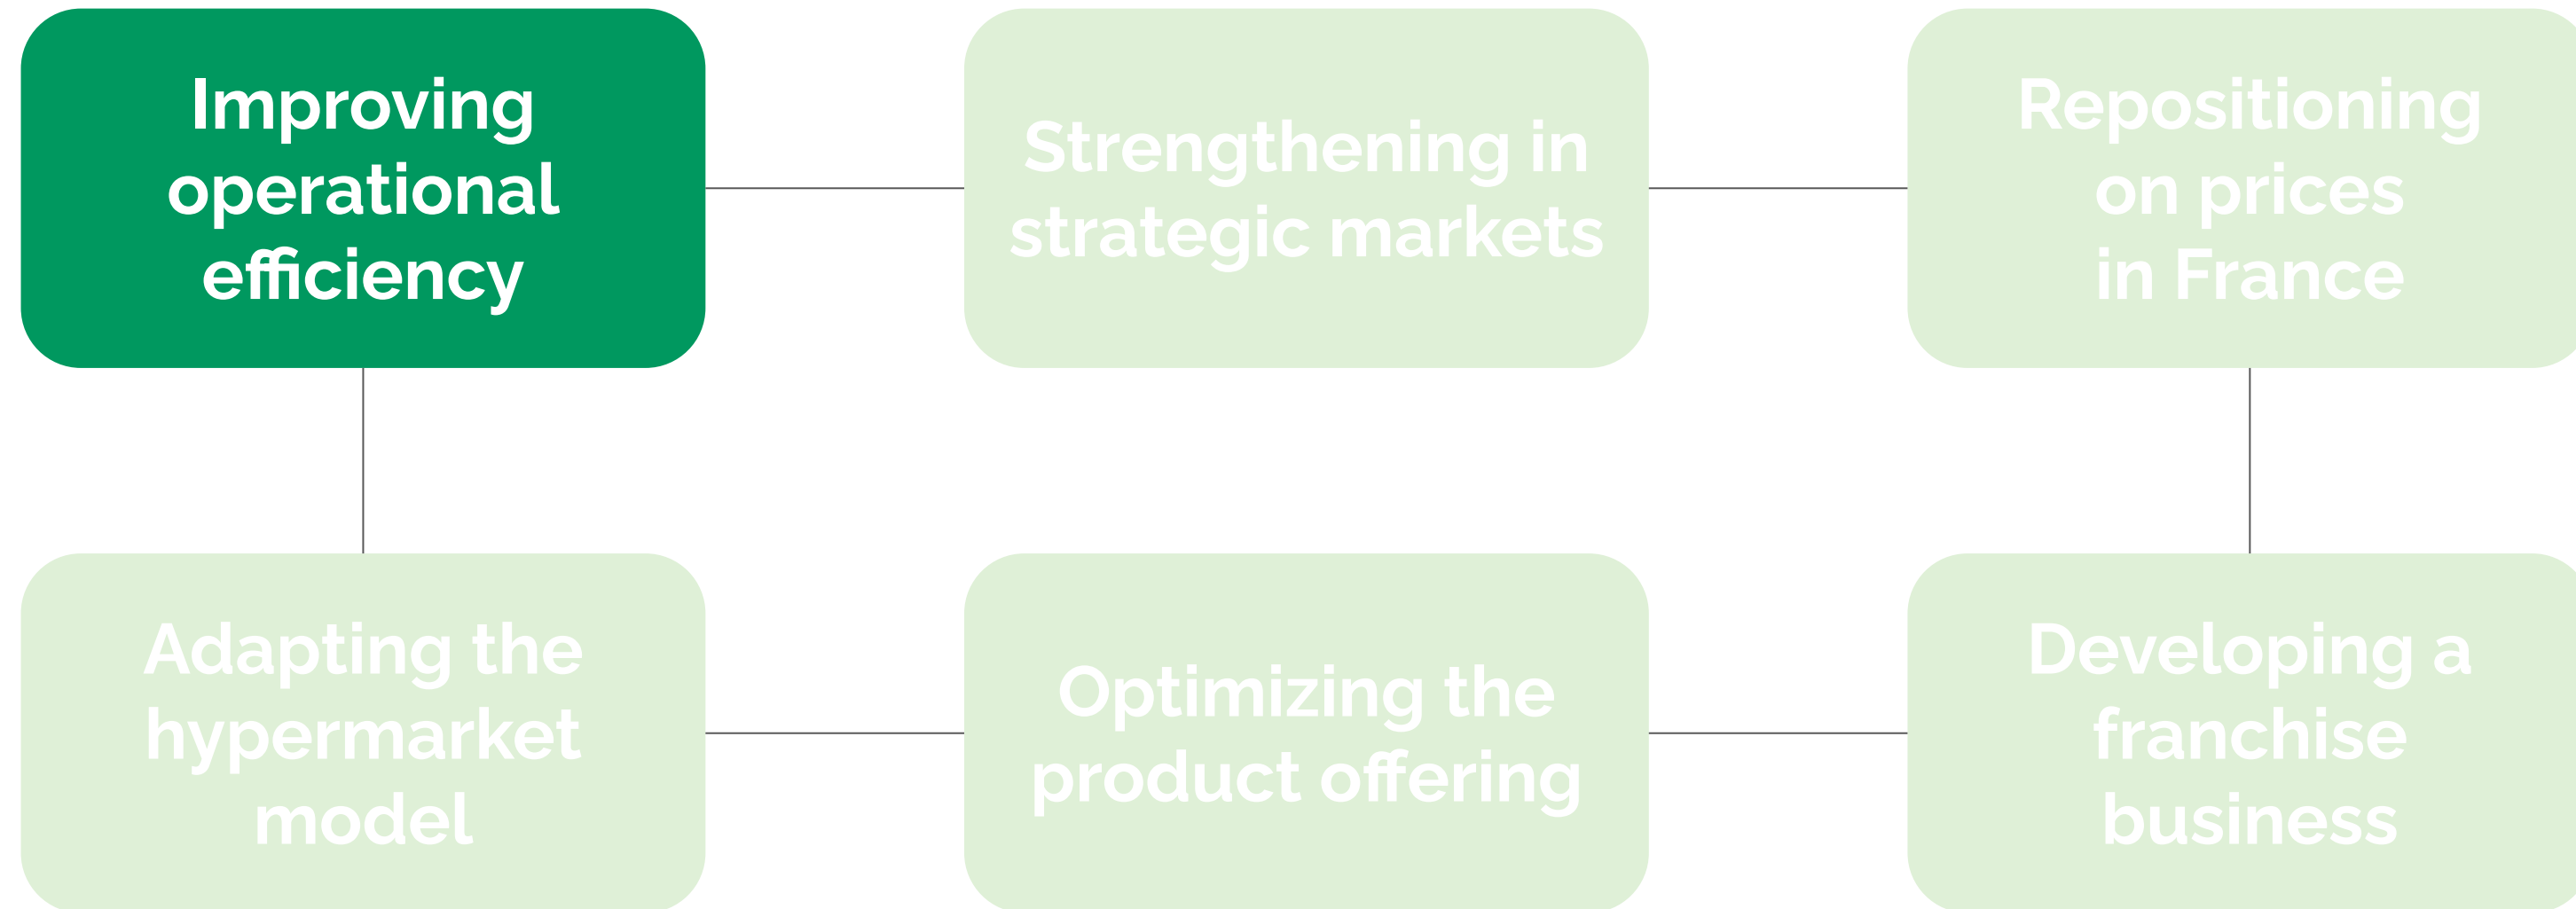 Improving
operational
efficiency
Strengthening in
strategic markets
Repositioning
on prices
in France
Adapting the
hypermarket
model
Optimizing the
product offering
Developing a
franchise
business